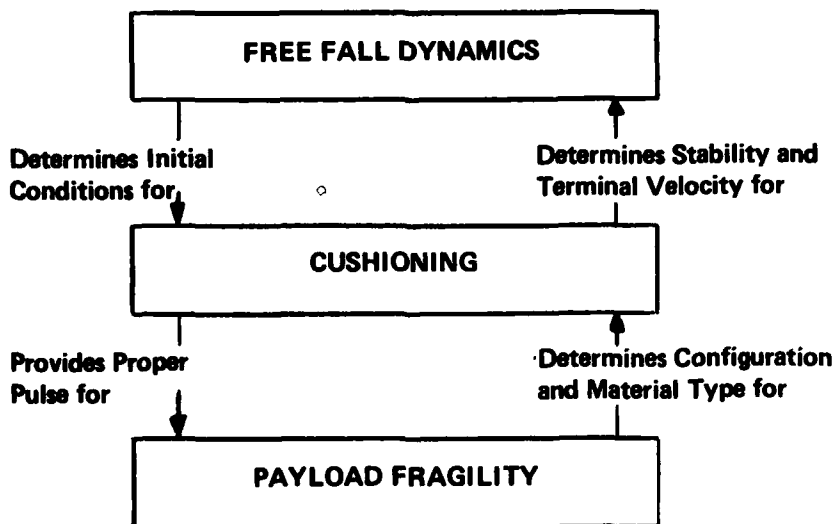 FREE FALL DYNAMICS
Determines Initial
Conditions for
Determines Stability and
Terminal Velocity for
CUSHIONING
Provides Proper
Pulse for
Determines Configuration
and Material Type for
PAYLOAD FRAGILITY